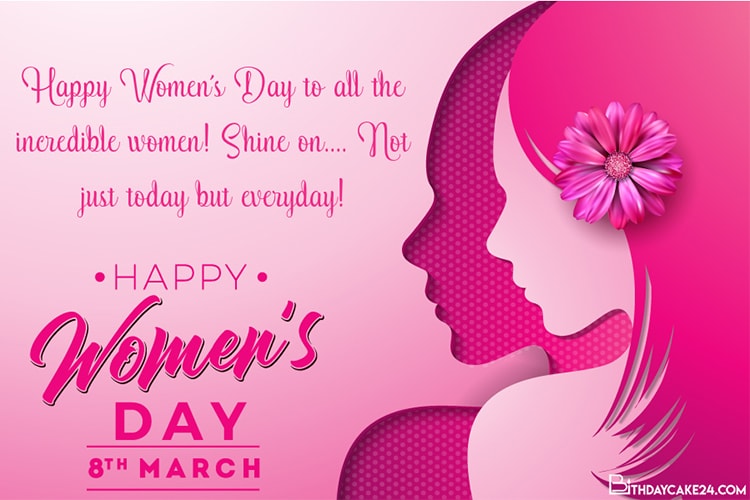 Happy Women's Day to all the
incredible women! Shine on.... Not
just today but everyday!
• HAPPY •
Women's
DAY
8TH MARCH
BITHDAYCAKE24.COM